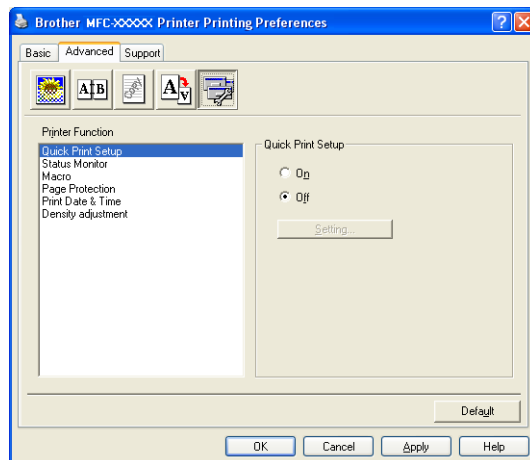 Brother MFC-XXXXX Printer Printing Preferences
Basic Advanced Support
A B
Copy
A V
Printer Function
Quick Print Setup
Status Monitor
Macro
Page Protection
Print Date & Time
Density adjustment
Quick Print Setup
On
Off
Setting...
Default
OK Cancel Apply Help